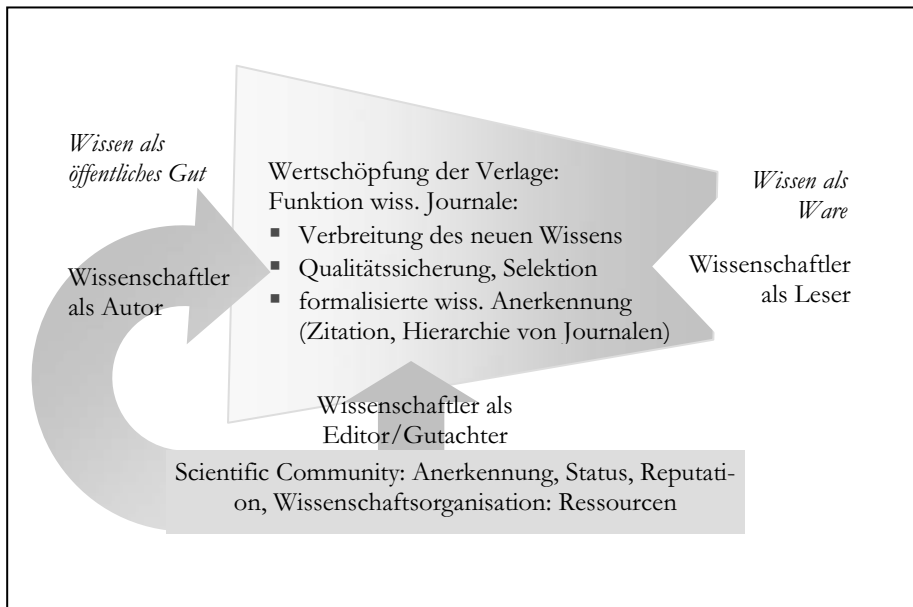 Wissen als
öffentliches Gut
Wissenschaftler
als Autor
Wertschöpfung der Verlage:
Funktion wiss. Journale:
▪ Verbreitung des neuen Wissens
▪ Qualitätssicherung, Selektion
▪ formalisierte wiss. Anerkennung
(Zitation, Hierarchie von Journalen)
Wissen als
Ware
Wissenschaftler
als Leser
Wissenschaftler als
Editor/Gutachter
Scientific Community: Anerkennung, Status, Reputati-
on, Wissenschaftsorganisation: Ressourcen